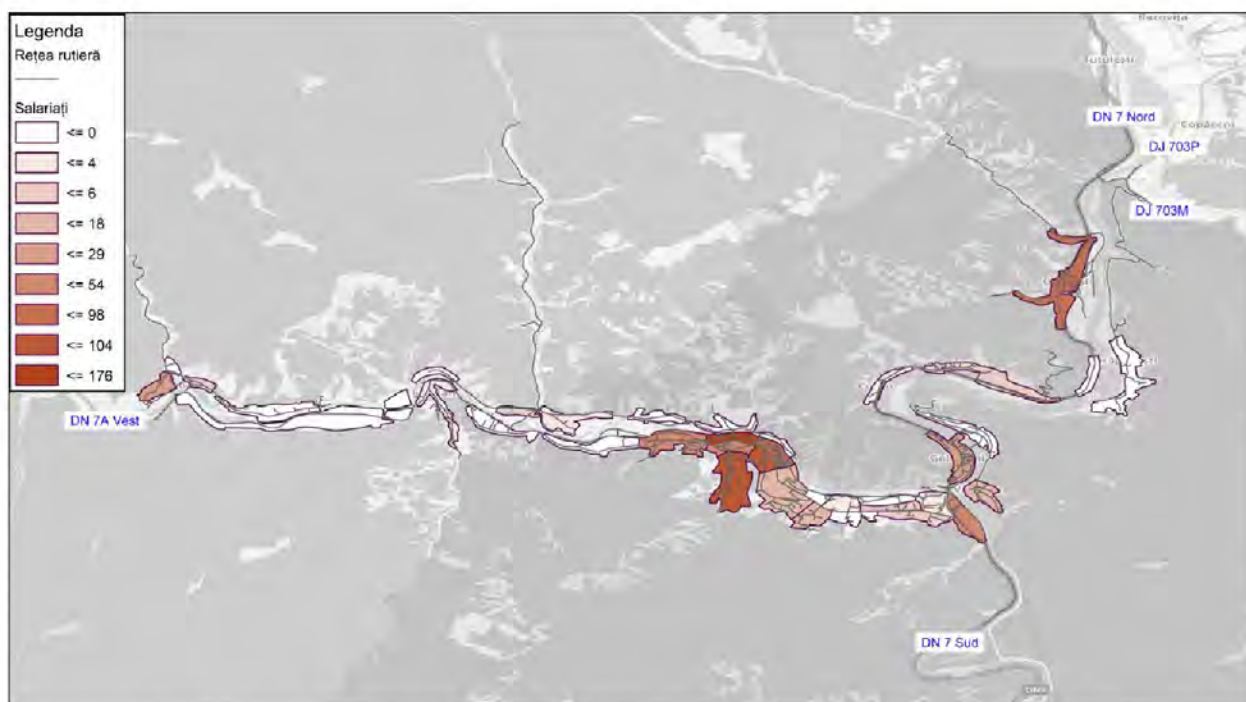 Legenda
Rețea rutieră
Salariați
<= 0
<= 4
<= 6
<= 18
<= 29
<= 54
<= 98
<= 104
<= 176
DN 7 Nord
DJ 703P
DJ 703M
DN 7A Vest
DN 7 Sud